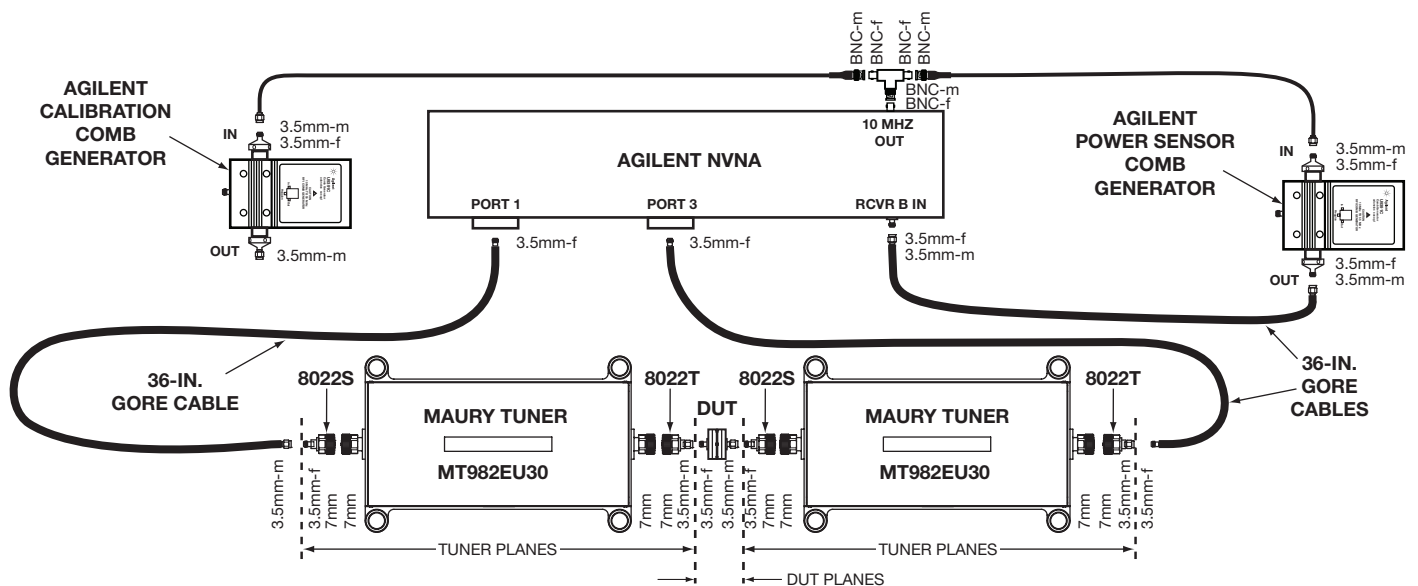 BNC-m
BNC-f
BNC-f
BNC-m
BNC-m
BNC-f
10 MHZ
OUT
AGILENT
CALIBRATION
COMB
GENERATOR
IN
3.5mm-m
3.5mm-f
OUT
3.5mm-m
AGILENT NVNA
PORT 1
PORT 3
RCVR B IN
3.5mm-f
3.5mm-f
3.5mm-f
3.5mm-m
AGILENT
POWER SENSOR
COMB
GENERATOR
IN
3.5mm-m
3.5mm-f
OUT
3.5mm-f
3.5mm-m
36-IN.
GORE CABLE
36-IN.
GORE
CABLES
8022S
8022T
DUT
8022S
8022T
MAURY TUNER
MT982EU30
MAURY TUNER
MT982EU30
3.5mm-m
3.5mm-f
7mm
7mm
7mm
7mm
3.5mm-m
3.5mm-f
3.5mm-m
3.5mm-f
7mm
7mm
7mm
7mm
3.5mm-m
3.5mm-f
TUNER PLANES
TUNER PLANES
DUT PLANES